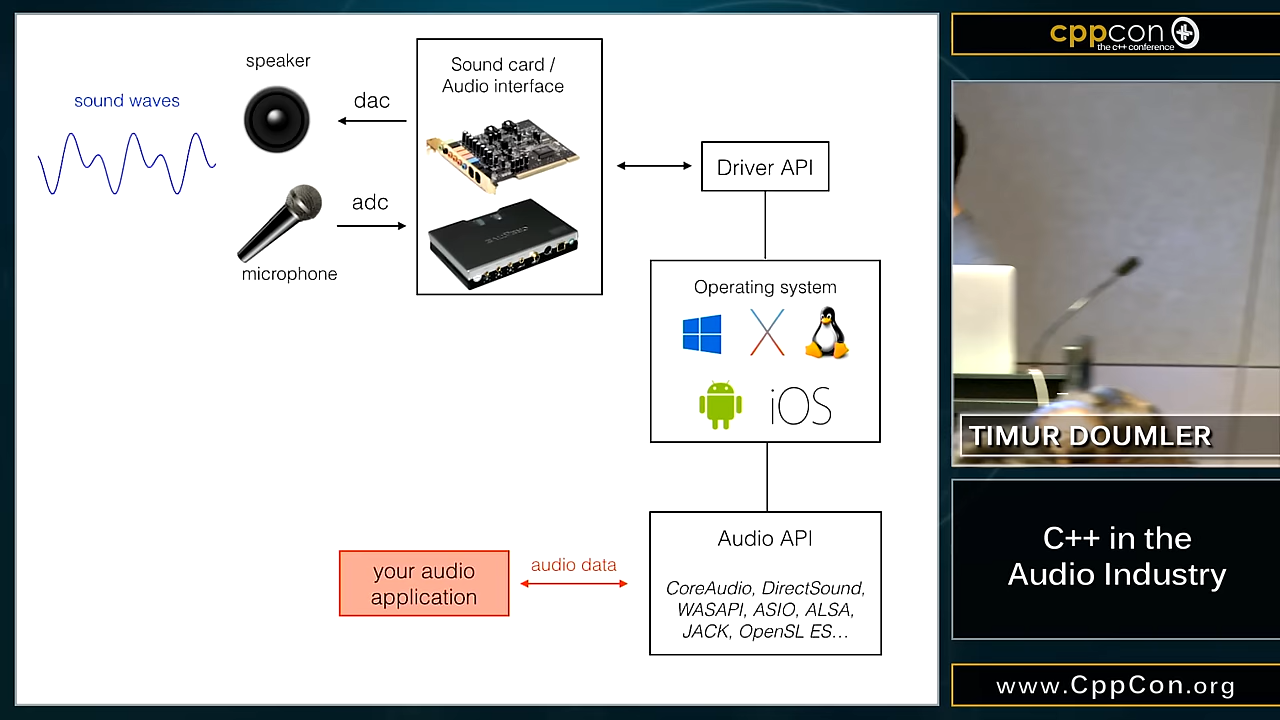 speaker
sound waves
dac
adc
microphone
Sound card /
Audio interface
Driver API
Operating system
iOS
Audio API
CoreAudio, DirectSound,
WASAPI, ASIO, ALSA,
JACK, OpenSL ES…
audio data
your audio
application
cppcon
the c++ conference
TIMUR DOUMLER
C++ in the
Audio Industry
www.CppCon.org